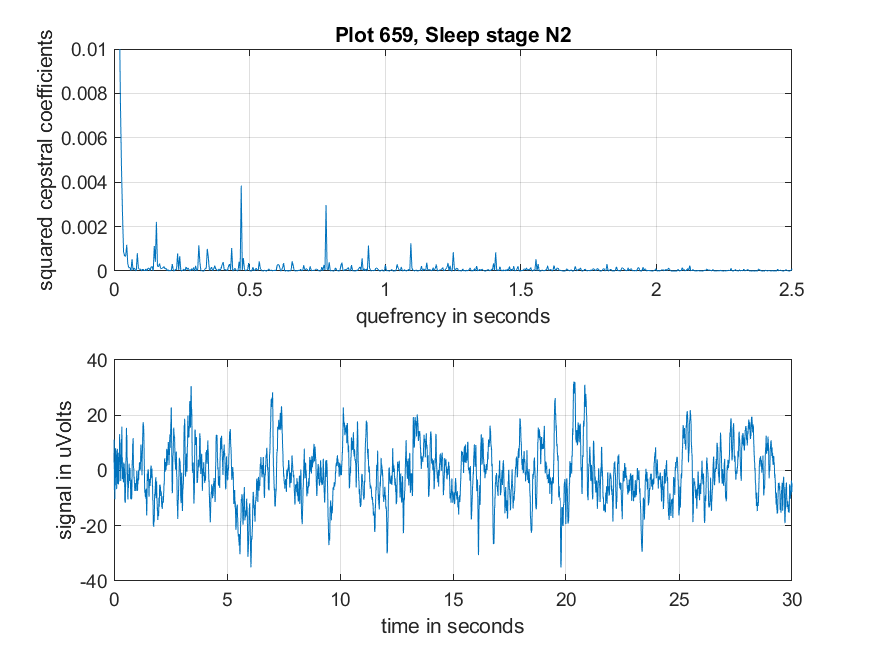 Plot 659, Sleep stage N2
squared cepstral coefficients
0.01
0.008
0.006
0.004
0.002
0
0 0.5 1 1.5 2 2.5
quefrency in seconds
signal in uVolts
40
20
0
-20
-40
0 5 10 15 20 25 30
time in seconds